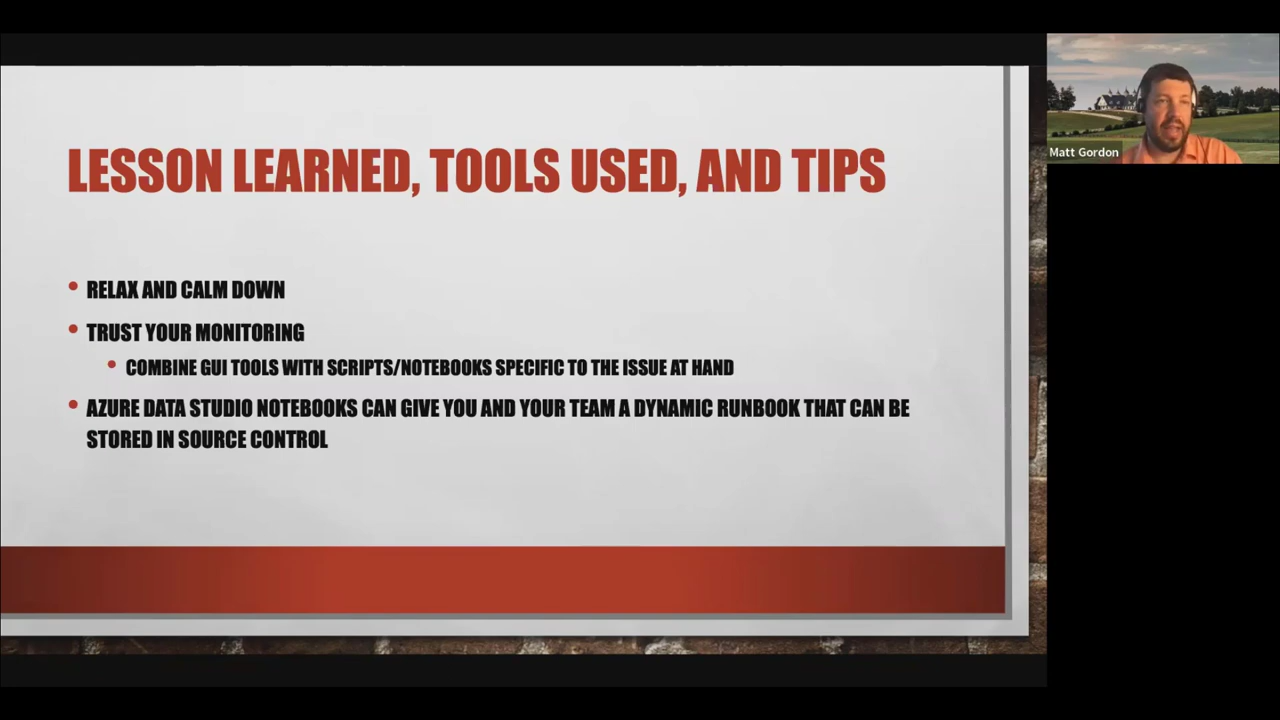 LESSON LEARNED, TOOLS USED, AND TIPS
RELAX AND CALM DOWN
TRUST YOUR MONITORING
COMBINE GUI TOOLS WITH SCRIPTS/NOTEBOOKS SPECIFIC TO THE ISSUE AT HAND
AZURE DATA STUDIO NOTEBOOKS CAN GIVE YOU AND YOUR TEAM A DYNAMIC RUNBOOK THAT CAN BE
STORED IN SOURCE CONTROL
Matt Gordon